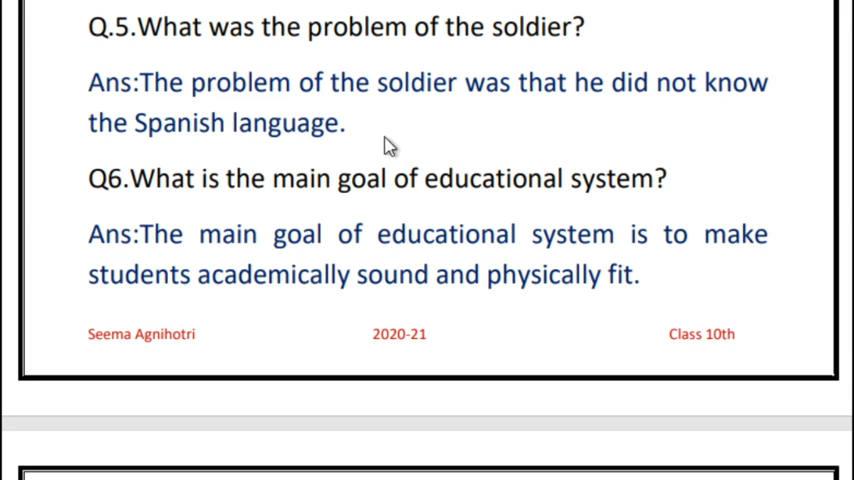 Q.5.What was the problem of the soldier?
Ans:The problem of the soldier was that he did not know
the Spanish language.
Q6.What is the main goal of educational system?
Ans:The main goal of educational system is to make
students academically sound and physically fit.
Seema Agnihotri 2020-21 Class 10th